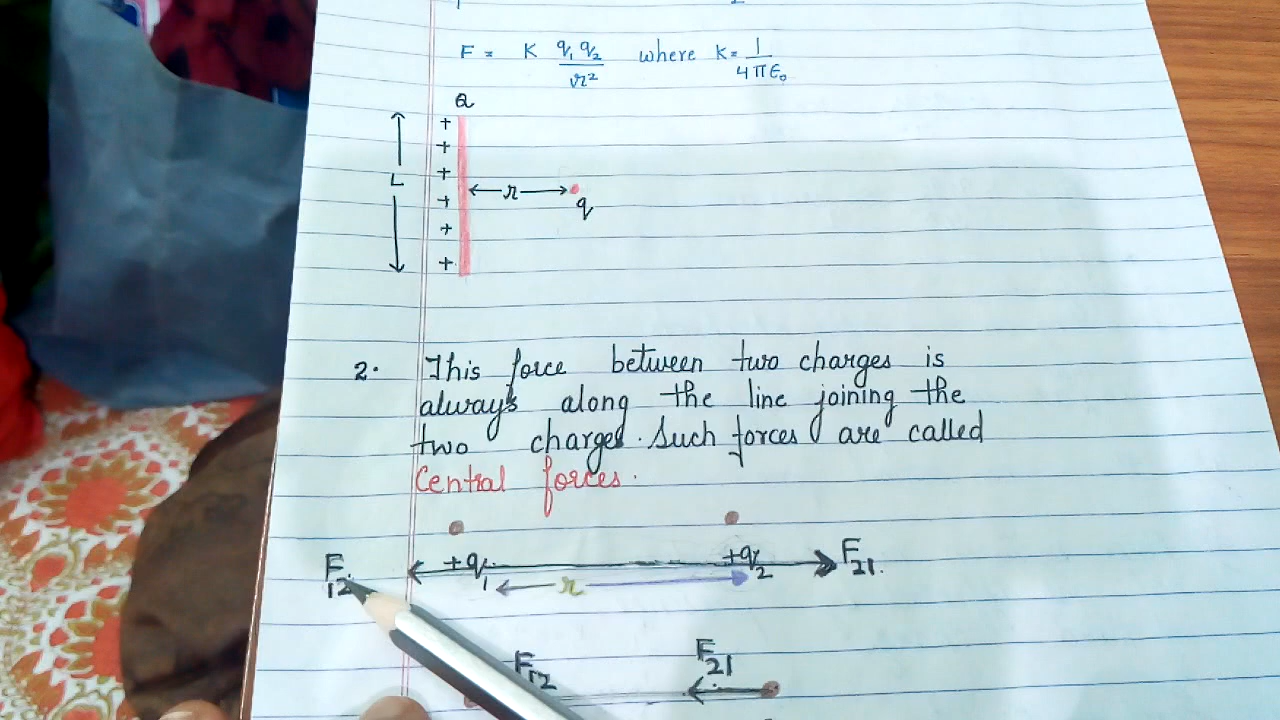 F = K q₁ q₂ / r² where K = 1 / 4πε₀
Q
+
+
L +
r
+ q
+
+
2. This force between two charges is
always along the line joining the
two charges. Such forces are called
Central forces.
F₁₂ +q₁ +q₂ F₂₁.
r
F₁₂ F₂₁